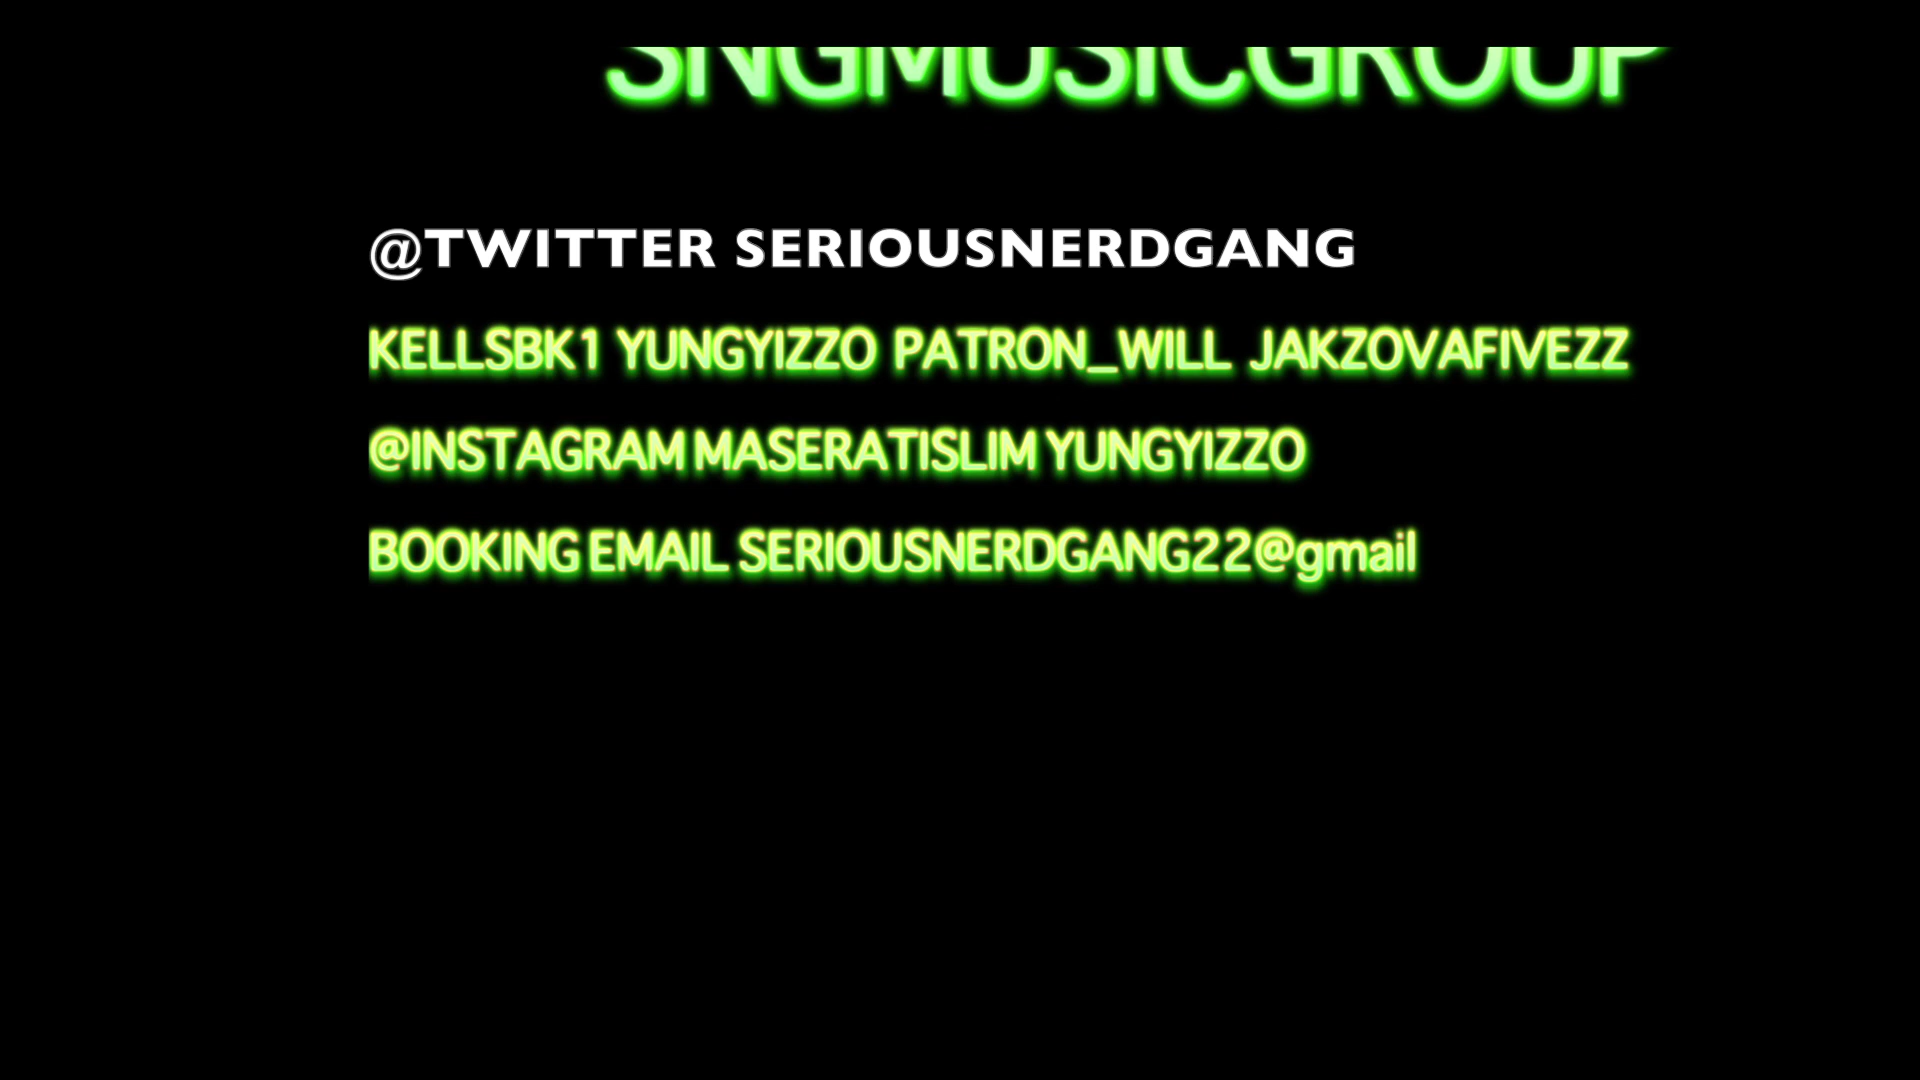 SNGMUSICGROUP
@TWITTER SERIOUSNERDGANG
KELLSBK1 YUNGYIZZO PATRON_WILL JAKZOVAFIVEZZ
@INSTAGRAM MASERATISLIM YUNGYIZZO
BOOKING EMAIL SERIOUSNERDGANG22@gmail